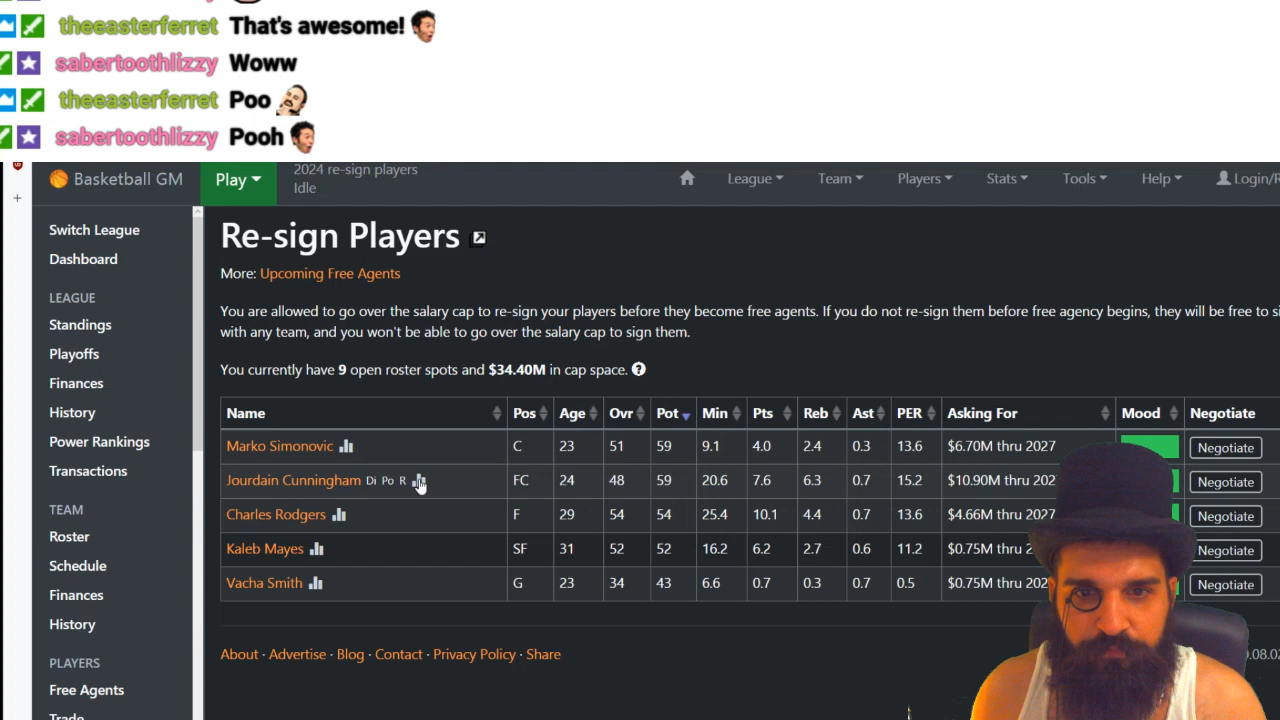 theeasterferret That's awesome!
sabertoothlizzy Woww
theeasterferret Poo
sabertoothlizzy Pooh
Basketball GM
Play
2024 re-sign players
Idle
League
Team
Players
Stats
Tools
Help
Login/R
Switch League
Dashboard
LEAGUE
Standings
Playoffs
Finances
History
Power Rankings
Transactions
TEAM
Roster
Schedule
Finances
History
PLAYERS
Free Agents
Trade
Re-sign Players
More: Upcoming Free Agents
You are allowed to go over the salary cap to re-sign your players before they become free agents. If you do not re-sign them before free agency begins, they will be free to si
with any team, and you won't be able to go over the salary cap to sign them.
You currently have 9 open roster spots and $34.40M in cap space. ?
Name Pos Age Ovr Pot Min Pts Reb Ast PER Asking For Mood Negotiate
Marko Simonovic C 23 51 59 9.1 4.0 2.4 0.3 13.6 $6.70M thru 2027 Negotiate
Jourdain Cunningham Di Po R FC 24 48 59 20.6 7.6 6.3 0.7 15.2 $10.90M thru 202 Negotiate
Charles Rodgers F 29 54 54 25.4 10.1 4.4 0.7 13.6 $4.66M thru 202 Negotiate
Kaleb Mayes SF 31 52 52 16.2 6.2 2.7 0.6 11.2 $0.75M thru 202 Negotiate
Vacha Smith G 23 34 43 6.6 0.7 0.3 0.7 0.5 $0.75M thru 202 Negotiate
About · Advertise · Blog · Contact · Privacy Policy · Share